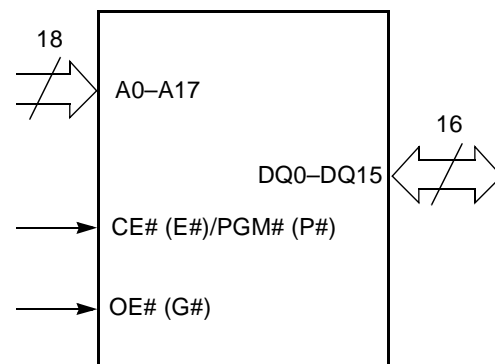 18
A0–A17
16
DQ0–DQ15
CE# (E#)/PGM# (P#)
OE# (G#)